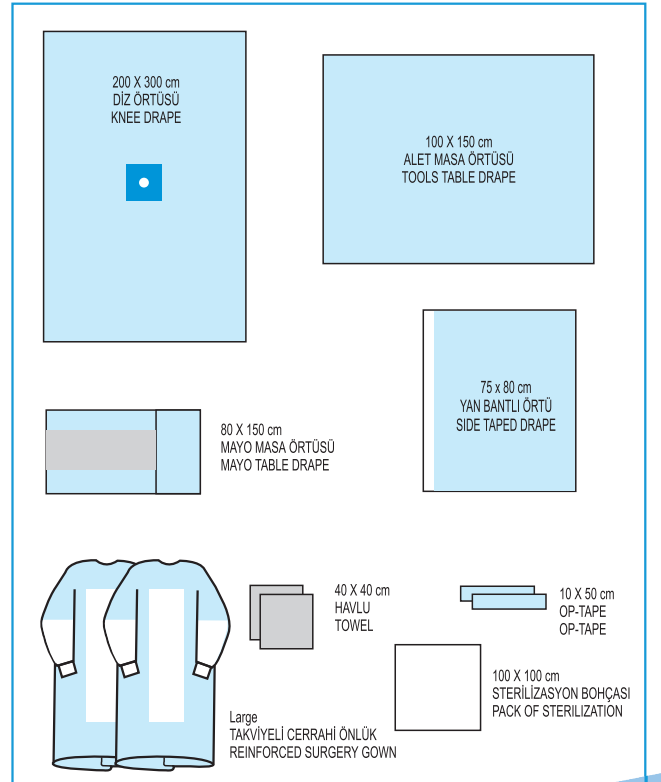 200 X 300 cm
DİZ ÖRTÜSÜ
KNEE DRAPE
100 X 150 cm
ALET MASA ÖRTÜSÜ
TOOLS TABLE DRAPE
75 x 80 cm
YAN BANTLI ÖRTÜ
SIDE TAPED DRAPE
80 X 150 cm
MAYO MASA ÖRTÜSÜ
MAYO TABLE DRAPE
40 X 40 cm
HAVLU
TOWEL
10 X 50 cm
OP-TAPE
OP-TAPE
100 X 100 cm
STERİLİZASYON BOHÇASI
PACK OF STERILIZATION
Large
TAKVİYELİ CERRAHİ ÖNLÜK
REINFORCED SURGERY GOWN